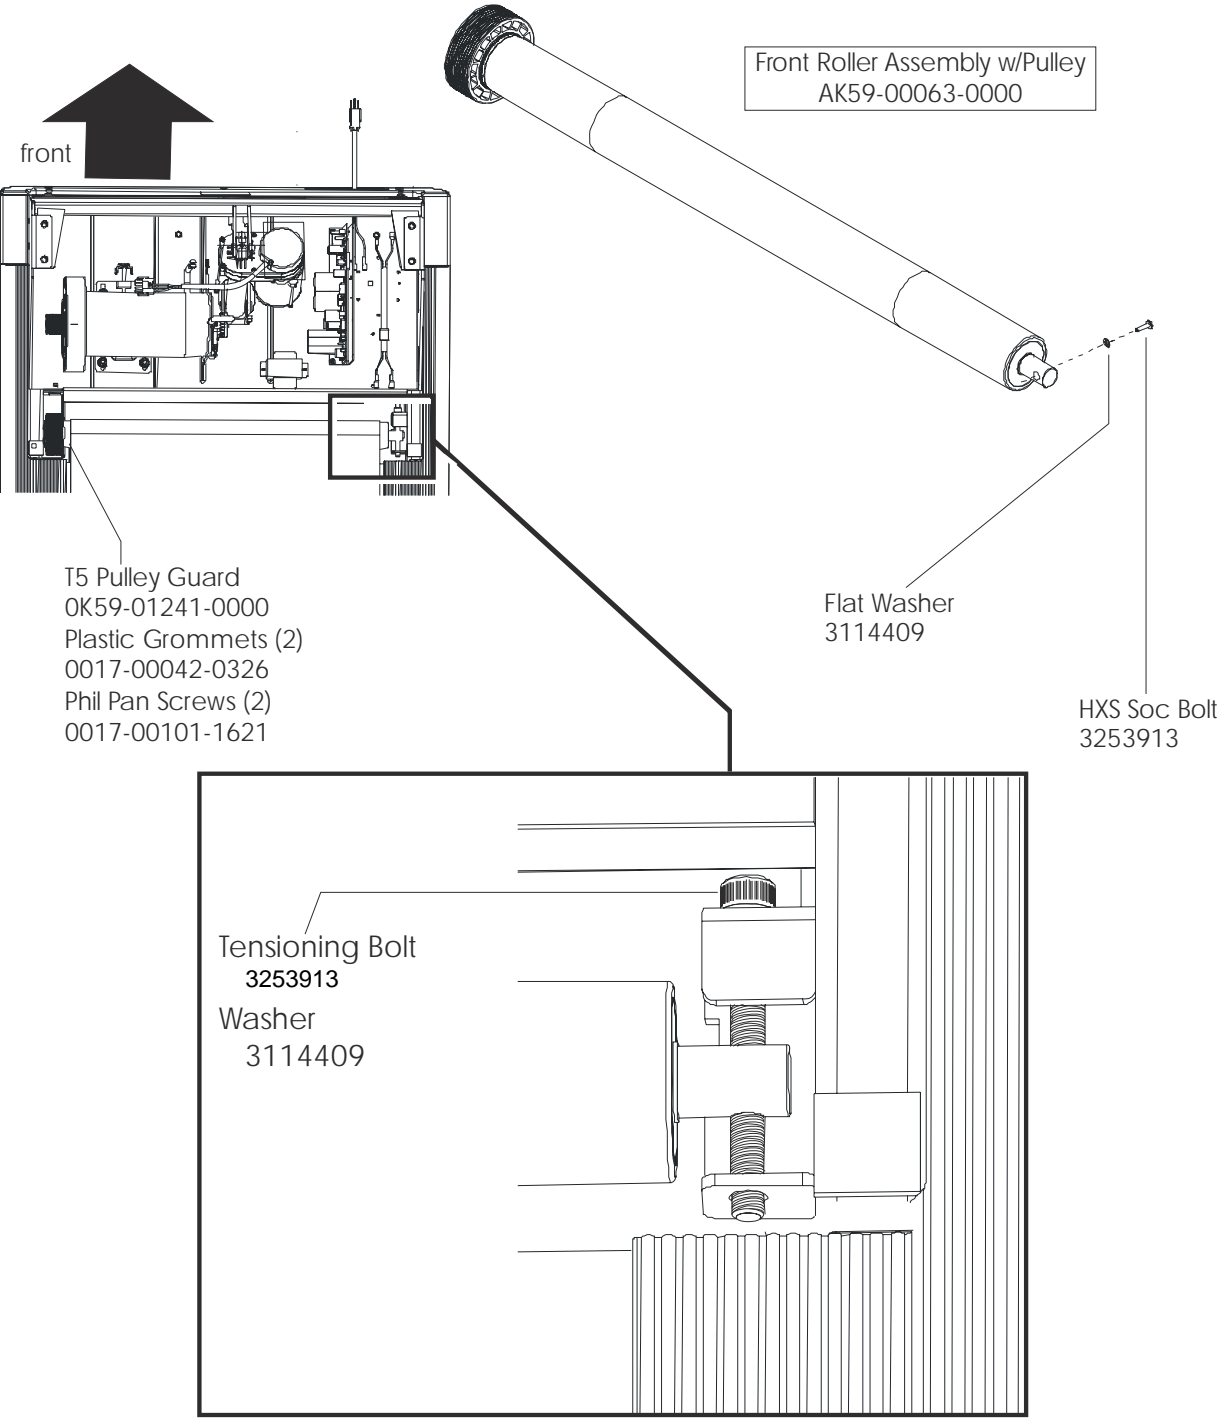 Front Roller Assembly w/Pulley
AK59-00063-0000
front
T5 Pulley Guard
0K59-01241-0000
Plastic Grommets (2)
0017-00042-0326
Phil Pan Screws (2)
0017-00101-1621
Flat Washer
3114409
HXS Soc Bolt
3253913
Tensioning Bolt
3253913
Washer
3114409